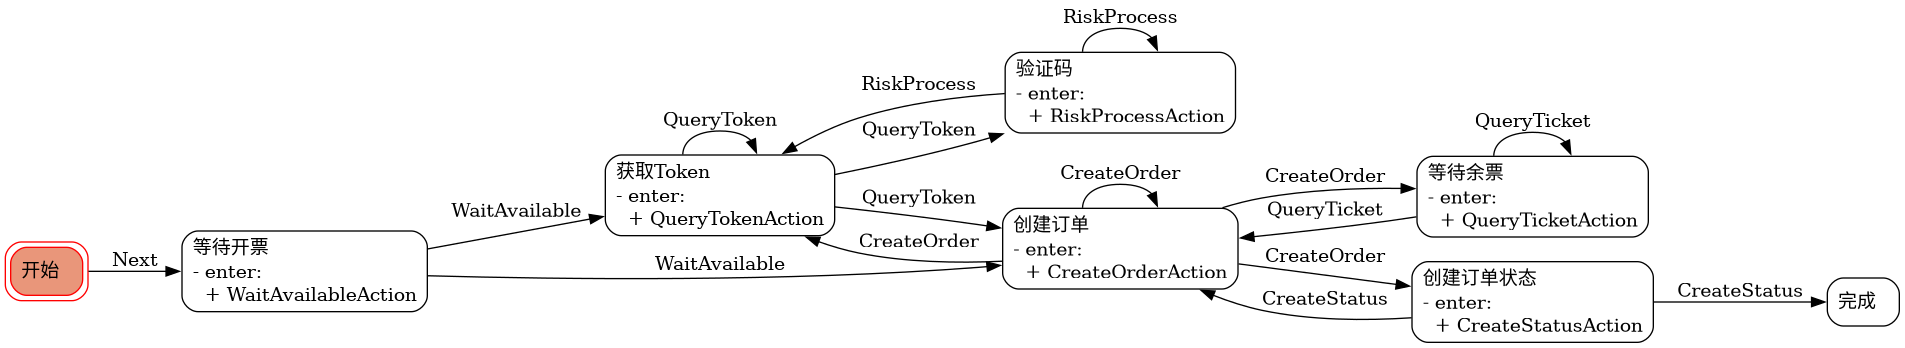 开始
Next
等待开票
- enter:
+ WaitAvailableAction
WaitAvailable
WaitAvailable
QueryToken
获取Token
- enter:
+ QueryTokenAction
RiskProcess
QueryToken
QueryToken
CreateOrder
RiskProcess
验证码
- enter:
+ RiskProcessAction
CreateOrder
创建订单
- enter:
+ CreateOrderAction
CreateOrder
QueryTicket
CreateOrder
CreateStatus
QueryTicket
等待余票
- enter:
+ QueryTicketAction
创建订单状态
- enter:
+ CreateStatusAction
CreateStatus
完成